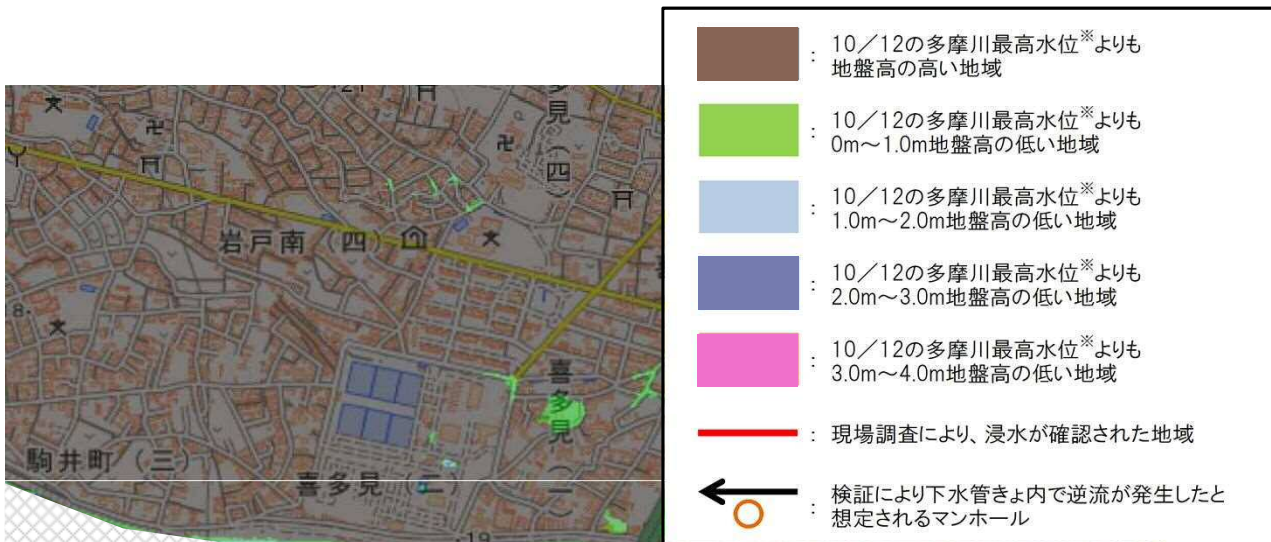 ・21
多
見
（
四
）
岩戸南（四）
8・
喜
多
見
（
一
）
駒井町（三）
喜多見（二）
・19
10／12の多摩川最高水位※よりも
地盤高の高い地域
10／12の多摩川最高水位※よりも
0m～1.0m地盤高の低い地域
10／12の多摩川最高水位※よりも
1.0m～2.0m地盤高の低い地域
10／12の多摩川最高水位※よりも
2.0m～3.0m地盤高の低い地域
10／12の多摩川最高水位※よりも
3.0m～4.0m地盤高の低い地域
： 現場調査により、浸水が確認された地域
検証により下水管きょ内で逆流が発生したと
： 想定されるマンホール